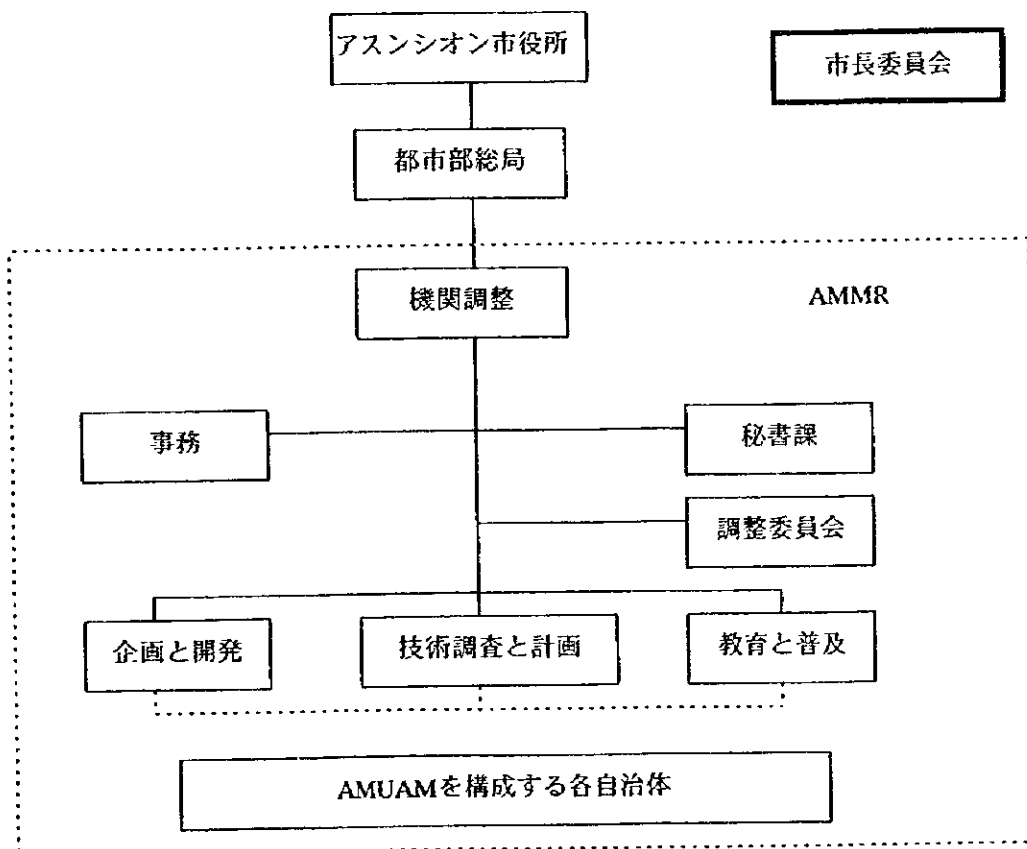 アスンシオン市役所
市長委員会
都市部総局
機関調整
AMMR
事務
秘書課
調整委員会
企画と開発
技術調査と計画
教育と普及
AMUAMを構成する各自治体